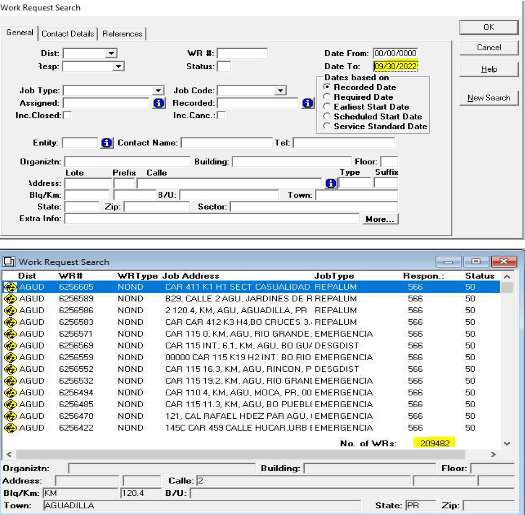 Work Request Search
General Contact Details References
OK
Cancel
Help
New Search
Dist: WR #: Date From: 00/00/0000
Resp: Status: Date To: 09/30/2022
Dates based on
Recorded Date
Required Date
Earliest Start Date
Scheduled Start Date
Service Standard Date
Job Type: Job Code:
Assigned: Recorded:
Inc.Closed: Inc.Canc.:
Entity: Contact Name: Tel:
Organiztn: Building: Floor:
Lote Prefix Calle Type Suffix
Address:
Blq/Km: B/U: Town:
State: Zip: Sector:
Extra Info: More...
Work Request Search
Dist WR# WRType Job Address JobType Respon.: Status
AGUD 6256605 NOND CAR 411 K1 H1 SECT CASUALIDAD REPALUM 566 50
AGUD 6256589 NOND B29, CALLE 2 AGU, JARDINES DE R REPALUM 566 50
AGUD 6256586 NOND 2 120.4, KM, AGU, AGUADILLA, PR REPALUM 566 50
AGUD 6256583 NOND CAR CAR 412 K3 H4,BO CRUCES 3. REPALUM 566 50
AGUD 6256571 NOND CAR 115 0, KM, AGU, RIO GRANDE, EMERGENCIA 566 50
AGUD 6256569 NOND CAR 115 INT, 6.1, KM, AGU, BO GU DESGDIST 566 50
AGUD 6256559 NOND 00000 CAR 115 K19 H2 INT. BO RIO EMERGENCIA 566 50
AGUD 6256552 NOND CAR 115 16.3, KM, AGU, RINCON, P DESGDIST 566 50
AGUD 6256532 NOND CAR 115 19.2, KM, AGU, RIO GRAN EMERGENCIA 566 50
AGUD 6256494 NOND CAR 110 4, KM, AGU, MOCA, PR, 00 EMERGENCIA 566 50
AGUD 6256485 NOND CAR 115 11.3, KM, AGU, BO PUEBL EMERGENCIA 566 50
AGUD 6256470 NOND 121, CAL RAFAEL HDEZ PAR AGU, EMERGENCIA 566 50
AGUD 6256422 NOND 145C CAR 459 CALLE HUCAR,URB EMERGENCIA 566 50
No. of WRs: 209482
Organiztn: Building: Floor:
Address: Calle: 2
Blq/Km: KM 120.4 B/U:
Town: AGUADILLA State: PR Zip: